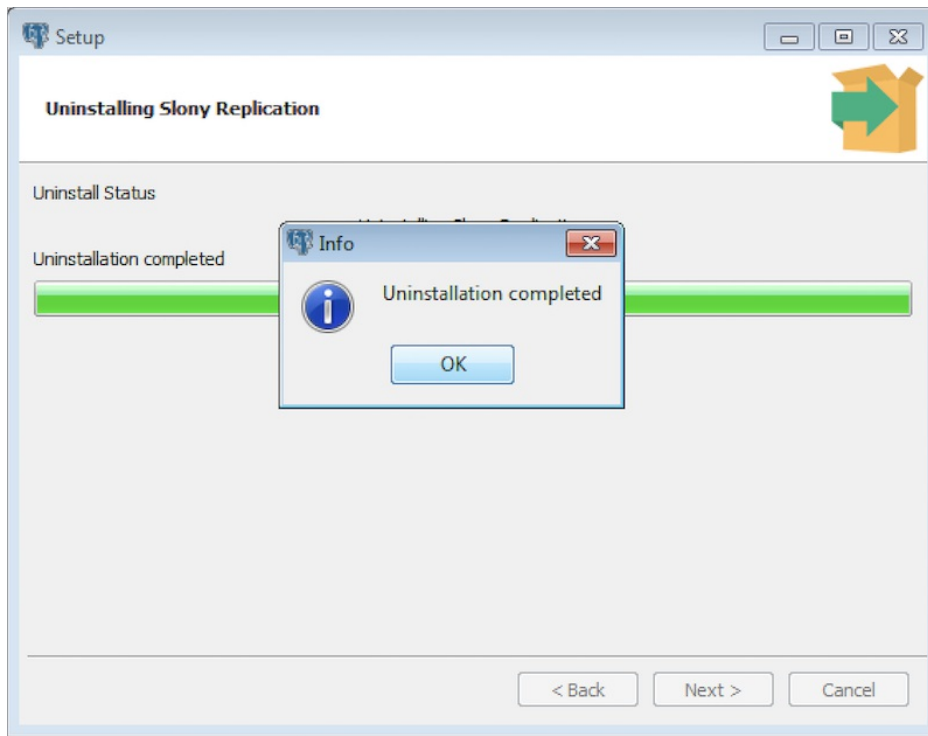 Setup
Uninstalling Slony Replication
Uninstall Status
Uninstallation completed
Info
Uninstallation completed
OK
< Back
Next >
Cancel